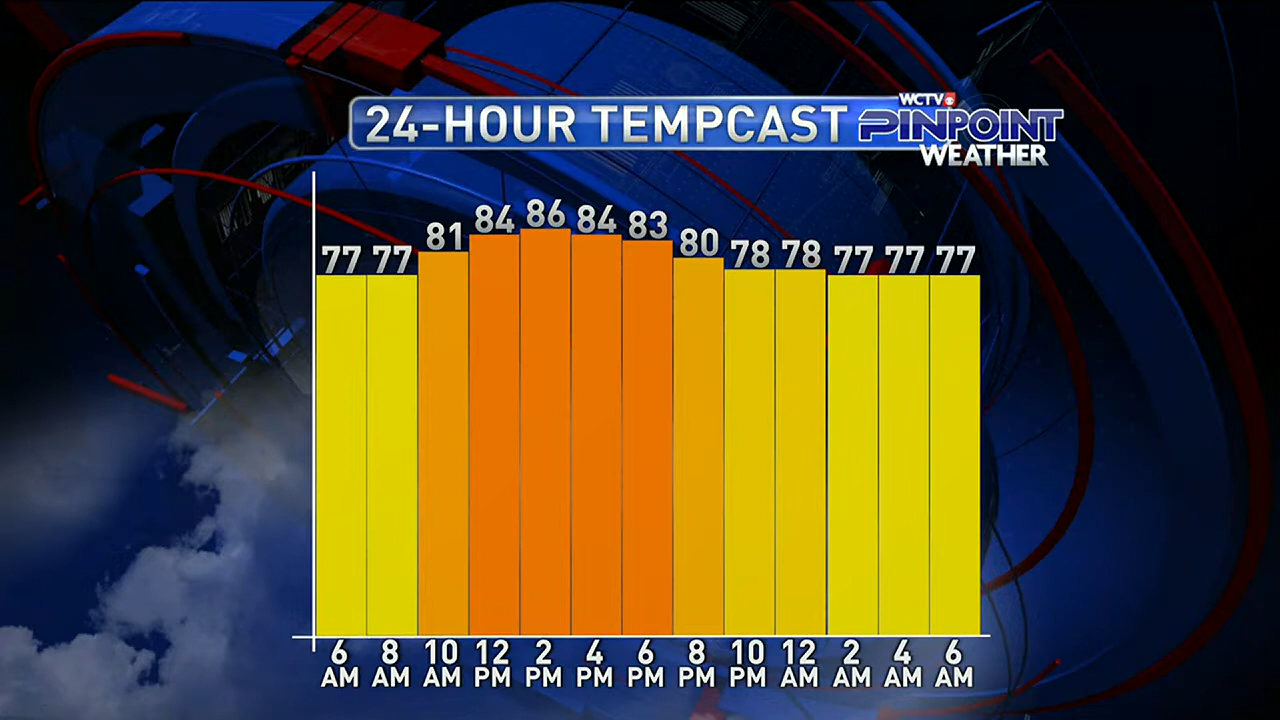 24-HOUR TEMPCAST
WCTV
PINPOINT
WEATHER
77 77 81 84 86 84 83 80 78 78 77 77 77
6 8 10 12 2 4 6 8 10 12 2 4 6
AM AM AM PM PM PM PM PM PM AM AM AM AM